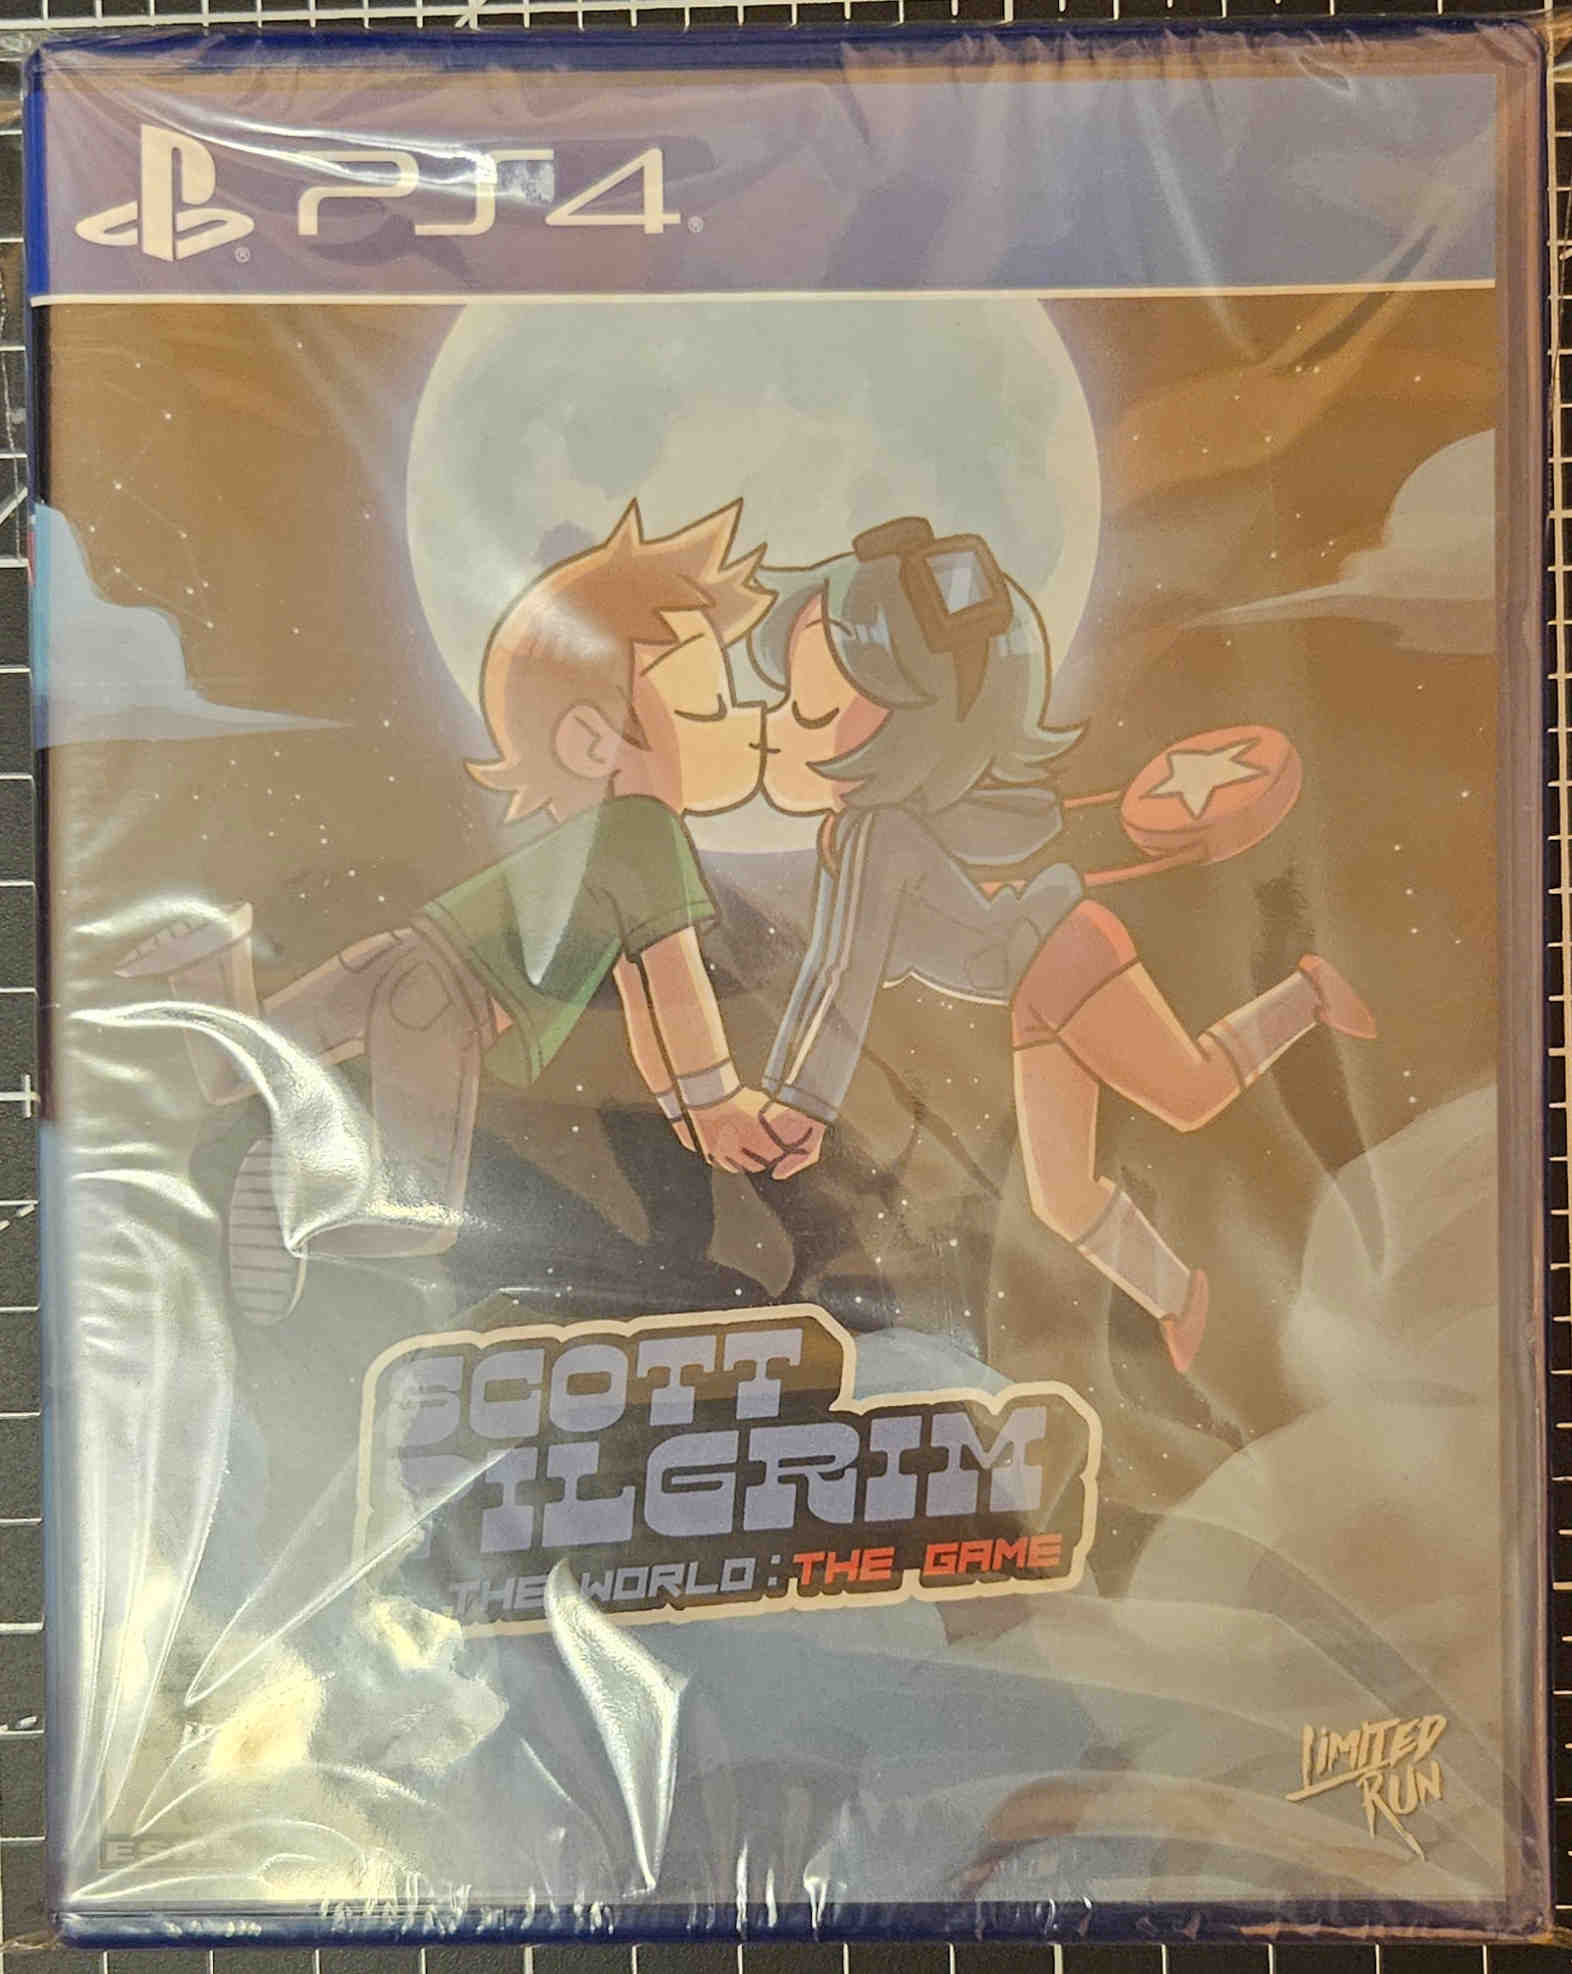 PS4
SCOTT
PILGRIM
THE WORLD: THE GAME
LIMITED
RUN